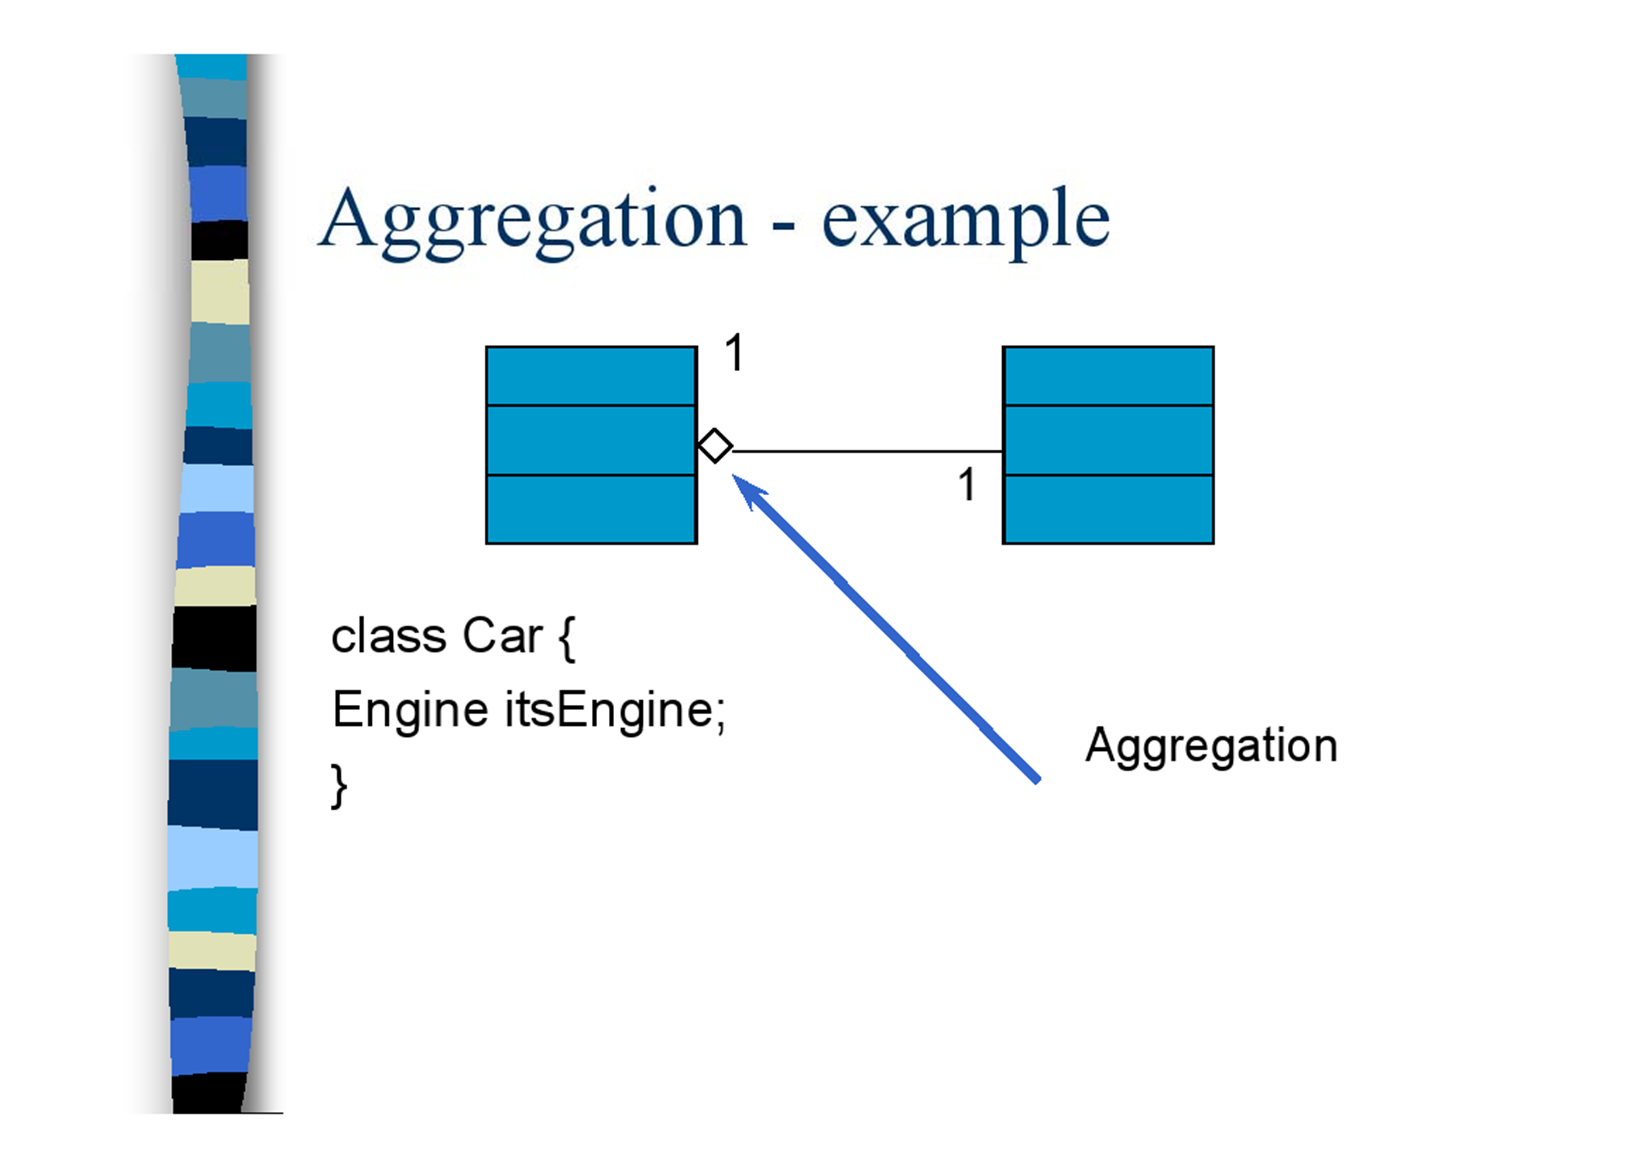 Aggregation - example
1
1
class Car {
Engine itsEngine;
}
Aggregation